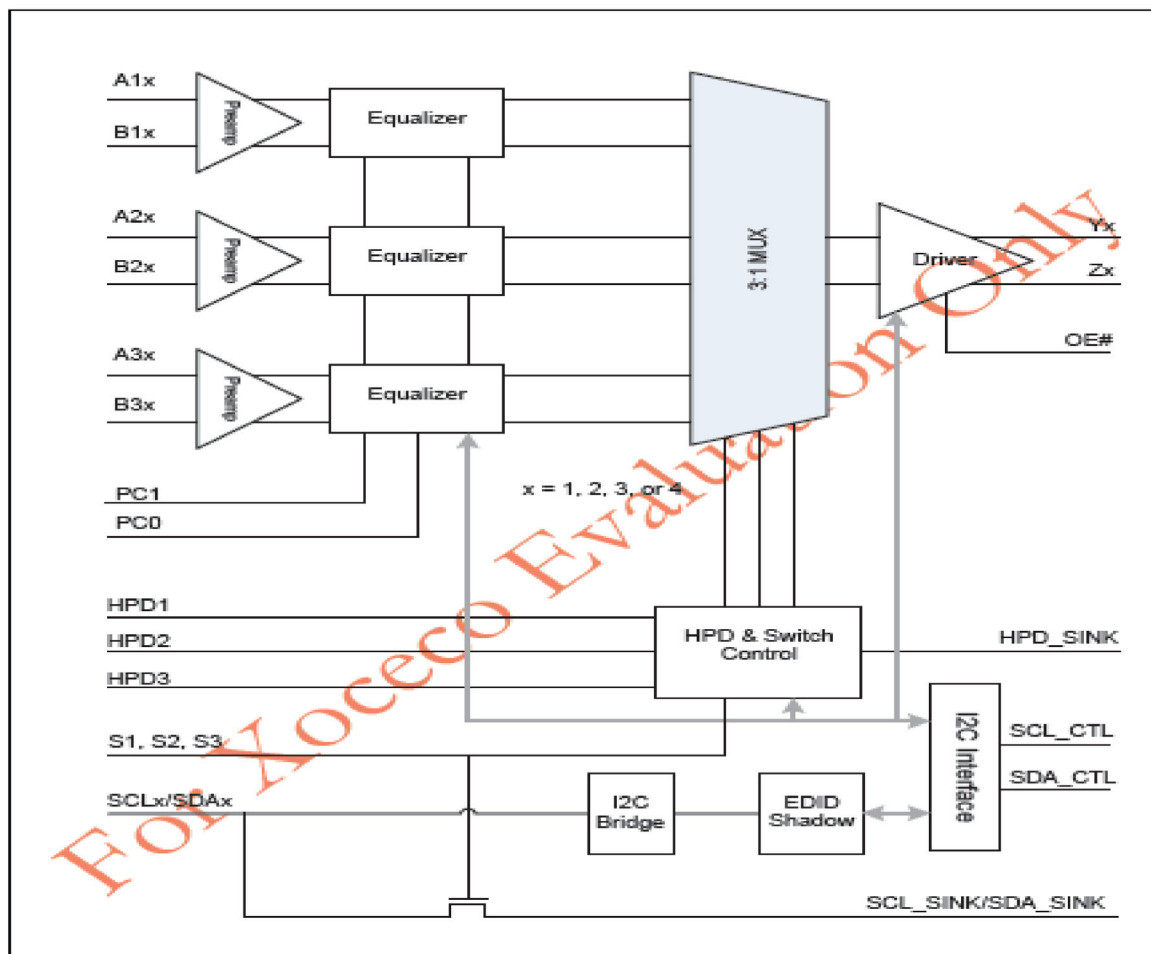 A1x
Preamp
Equalizer
B1x
A2x
Preamp
Equalizer
B2x
3:1 MUX
Driver
Yx
Zx
OE#
A3x
Preamp
Equalizer
B3x
x = 1, 2, 3, or 4
PC1
PC0
HPD1
HPD2
HPD3
HPD & Switch
Control
HPD_SINK
S1, S2, S3
I2C Interface
SCL_CTL
SDA_CTL
SCLx/SDAx
I2C
Bridge
EDID
Shadow
SCL_SINK/SDA_SINK
For Xoceco Evaluation Only